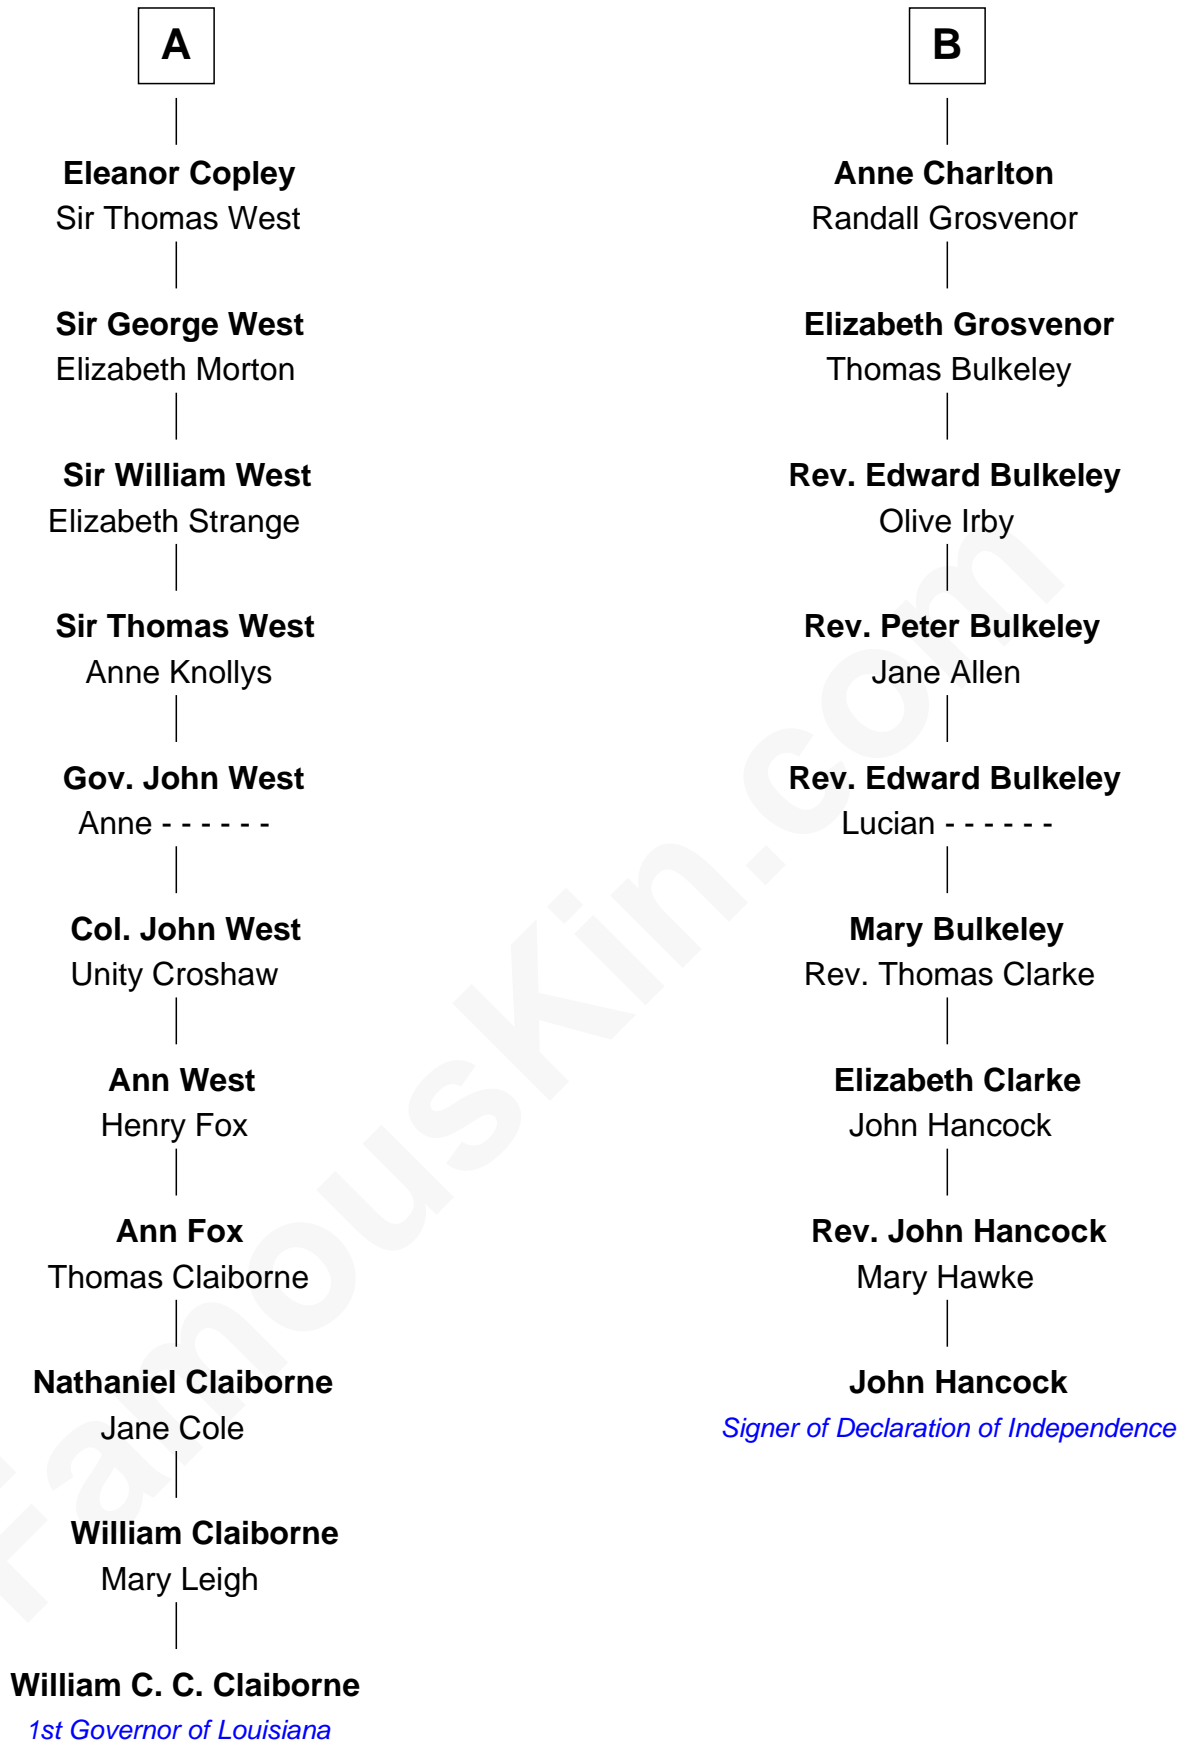 A
Eleanor Copley
Sir Thomas West
Sir George West
Elizabeth Morton
Sir William West
Elizabeth Strange
Sir Thomas West
Anne Knollys
Gov. John West
Anne - - - - - -
Col. John West
Unity Croshaw
Ann West
Henry Fox
Ann Fox
Thomas Claiborne
Nathaniel Claiborne
Jane Cole
William Claiborne
Mary Leigh
William C. C. Claiborne
1st Governor of Louisiana
B
Anne Charlton
Randall Grosvenor
Elizabeth Grosvenor
Thomas Bulkeley
Rev. Edward Bulkeley
Olive Irby
Rev. Peter Bulkeley
Jane Allen
Rev. Edward Bulkeley
Lucian - - - - - -
Mary Bulkeley
Rev. Thomas Clarke
Elizabeth Clarke
John Hancock
Rev. John Hancock
Mary Hawke
John Hancock
Signer of Declaration of Independence
FamousKin.com